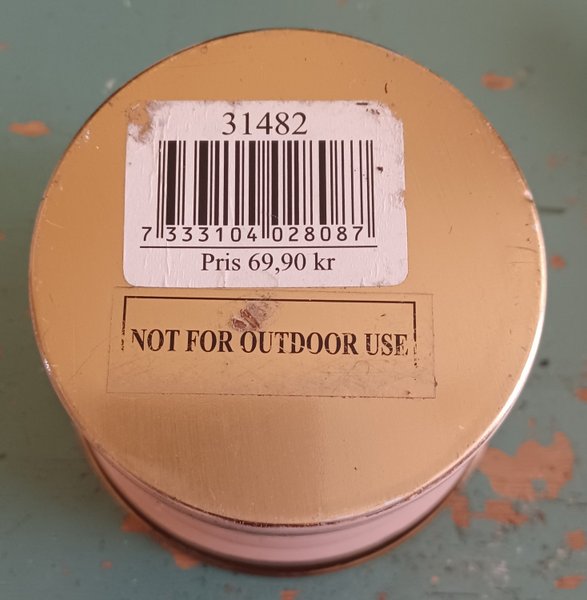 31482
7 333104 028087
Pris 69,90 kr
NOT FOR OUTDOOR USE